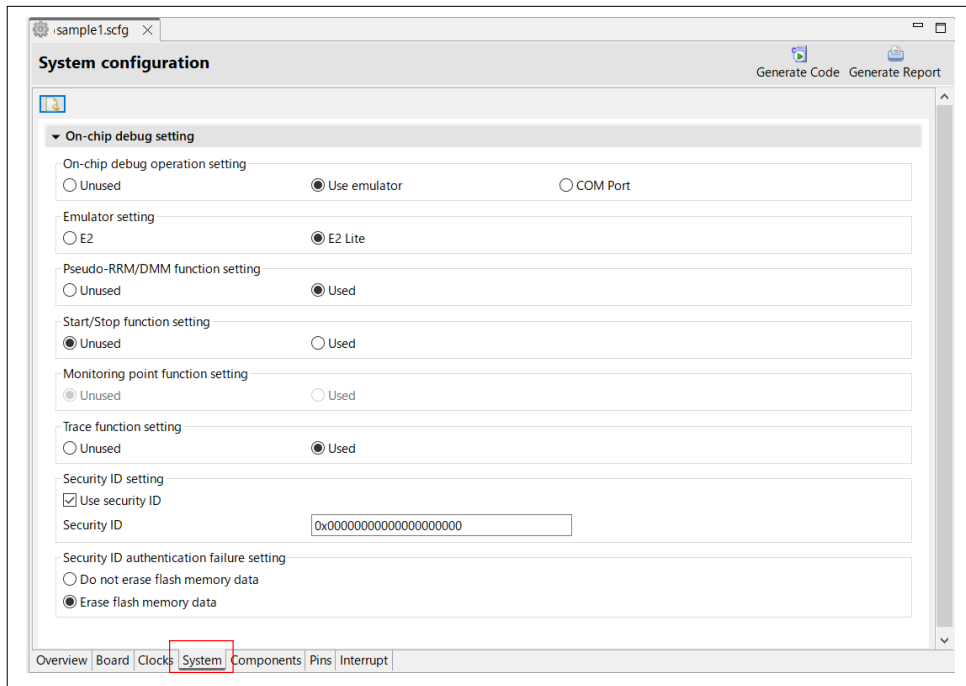 sample1.scfg
System configuration
Generate Code Generate Report
On-chip debug setting
On-chip debug operation setting
Unused Use emulator COM Port
Emulator setting
E2 E2 Lite
Pseudo-RRM/DMM function setting
Unused Used
Start/Stop function setting
Unused Used
Monitoring point function setting
Unused Used
Trace function setting
Unused Used
Security ID setting
Use security ID
Security ID 0x00000000000000000000
Security ID authentication failure setting
Do not erase flash memory data
Erase flash memory data
Overview Board Clocks System Components Pins Interrupt